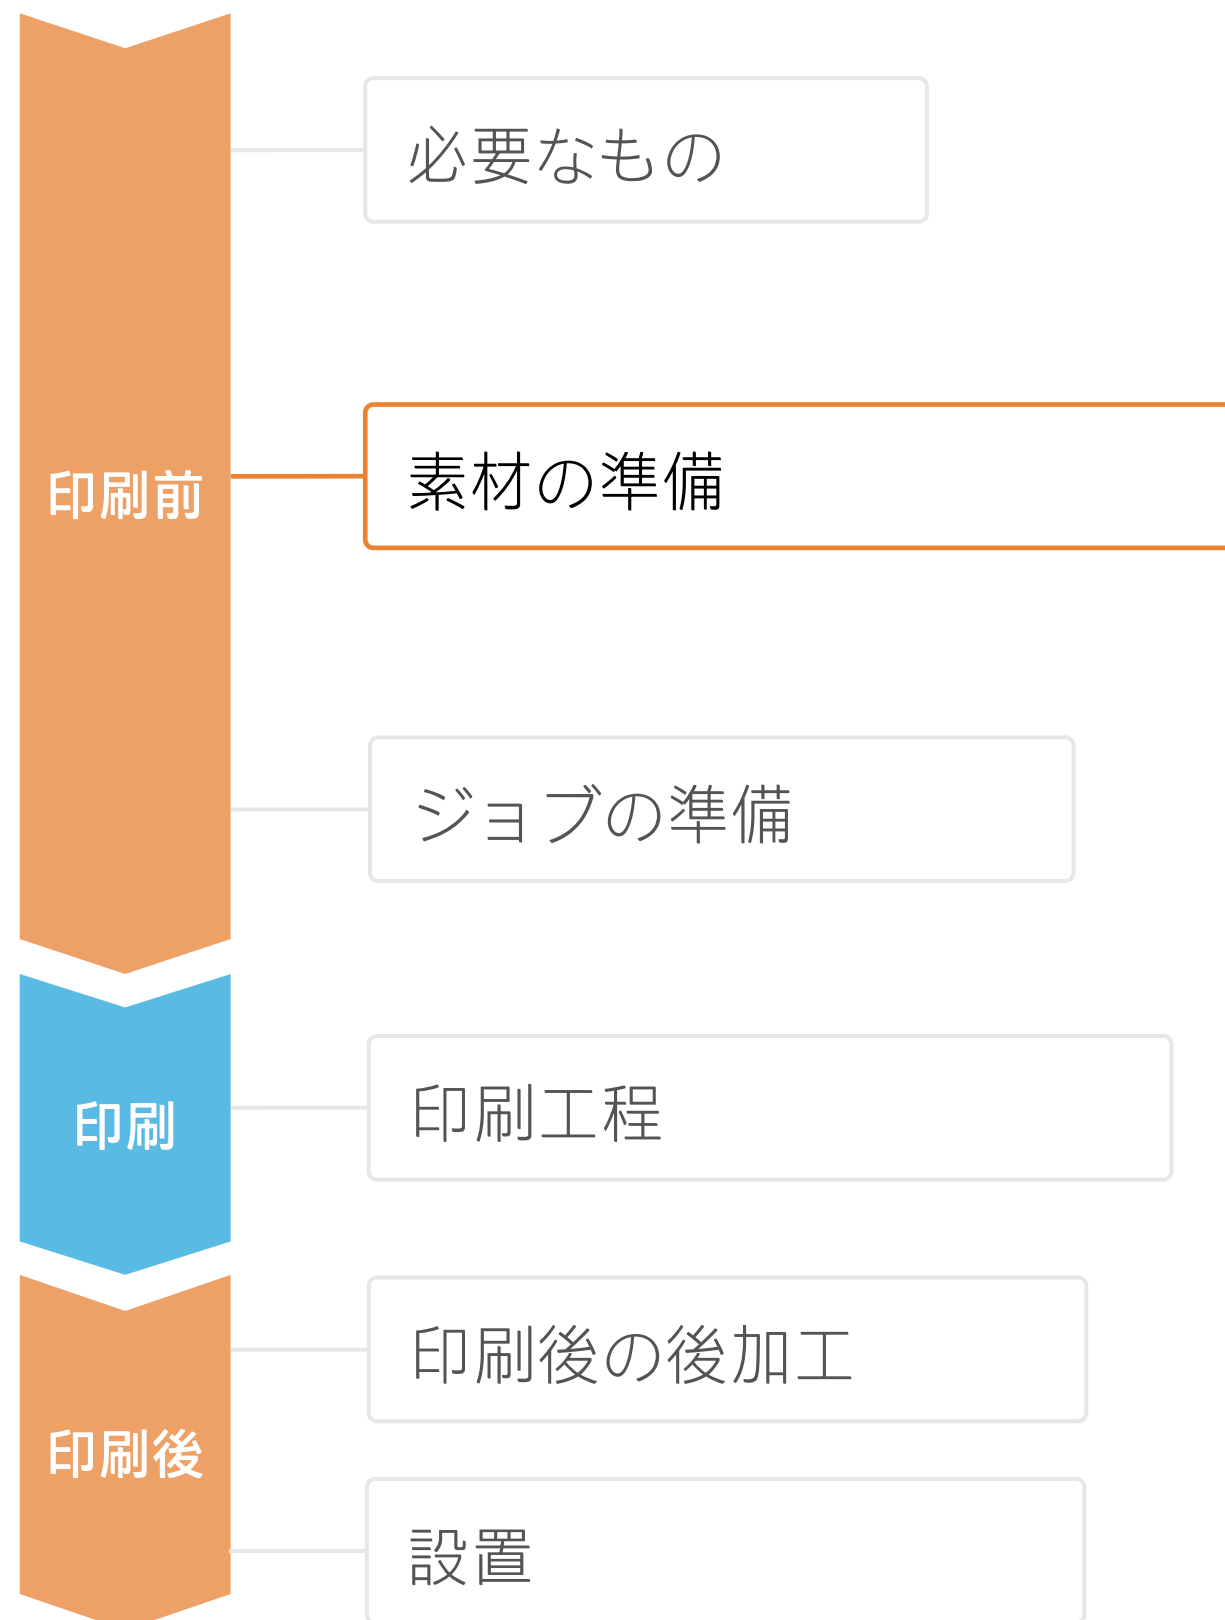 必要なもの
印刷前
素材の準備
ジョブの準備
印刷
印刷工程
印刷後
印刷後の後加工
設置